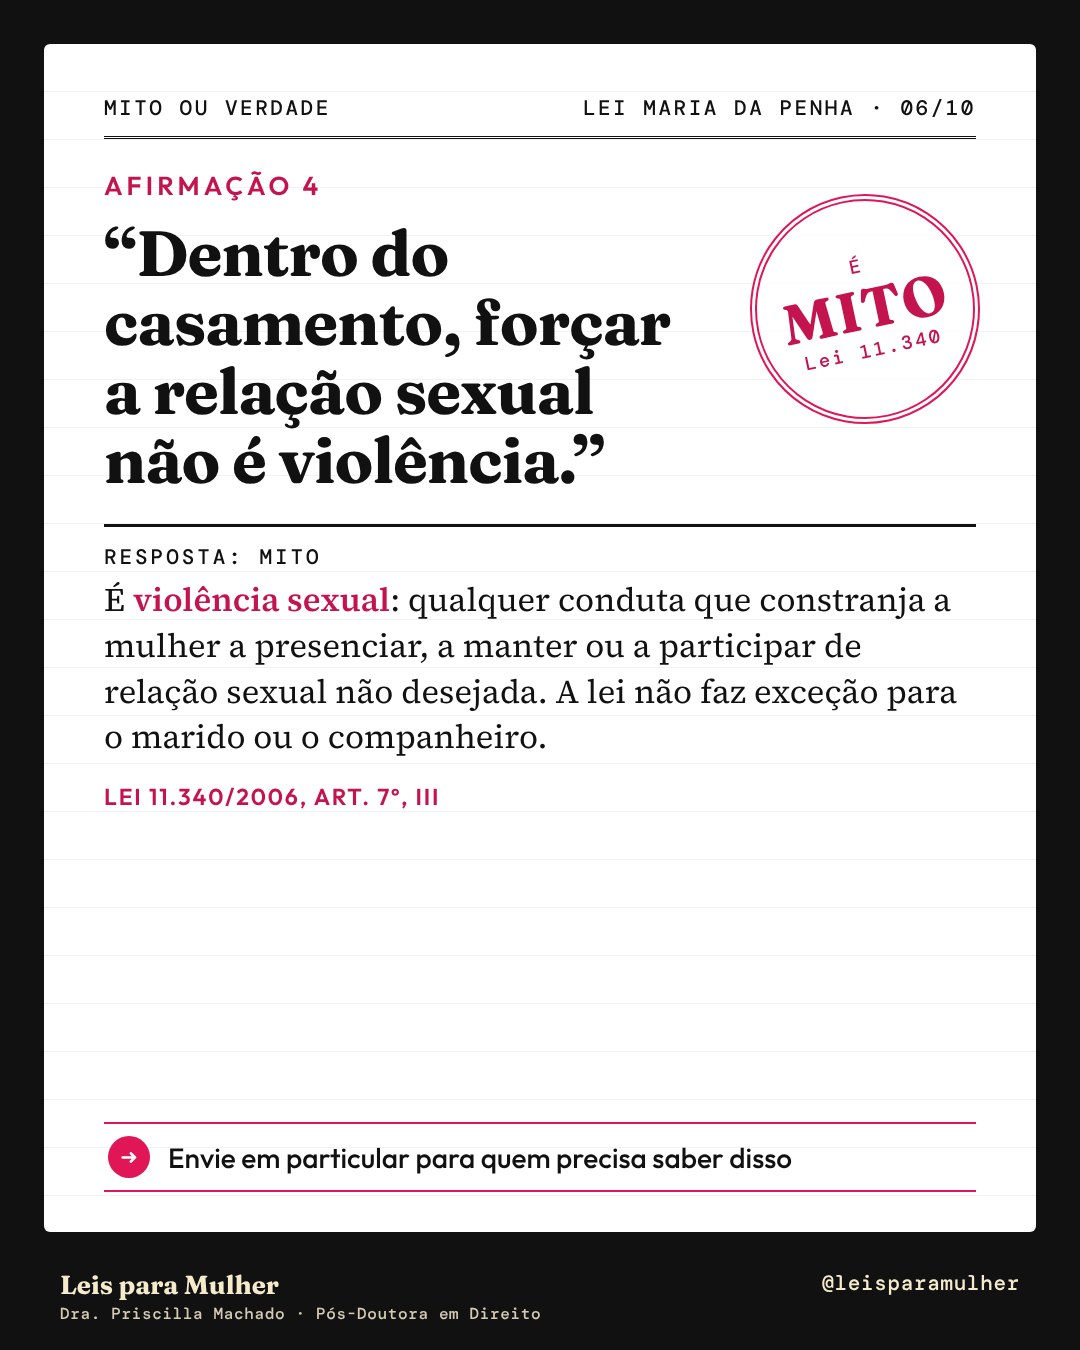 MITO OU VERDADE
LEI MARIA DA PENHA · 06/10
AFIRMAÇÃO 4
“Dentro do
casamento, forçar
a relação sexual
não é violência.”
É
MITO
Lei 11.340
RESPOSTA: MITO
É violência sexual: qualquer conduta que constranja a
mulher a presenciar, a manter ou a participar de
relação sexual não desejada. A lei não faz exceção para
o marido ou o companheiro.
LEI 11.340/2006, ART. 7º, III
Envie em particular para quem precisa saber disso
Leis para Mulher
Dra. Priscilla Machado · Pós-Doutora em Direito
@leisparamulher